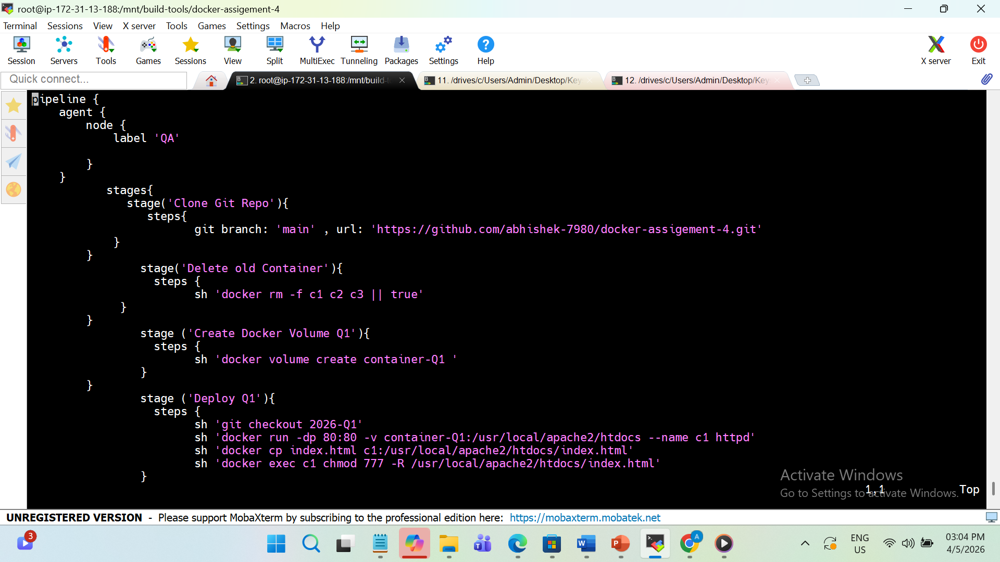 root@ip-172-31-13-188:/mnt/build-tools/docker-assigement-4
Terminal Sessions View X server Tools Games Settings Macros Help
Session Servers Tools Games Sessions View Split MultiExec Tunneling Packages Settings Help X server Exit
Quick connect...
2. root@ip-172-31-13-188:/mnt/build-t
11. /drives/c/Users/Admin/Desktop/Key
12. /drives/c/Users/Admin/Desktop/Key
pipeline {
    agent {
        node {
            label 'QA'
        }
    }
           stages{
              stage('Clone Git Repo'){
                 steps{
                        git branch: 'main' , url: 'https://github.com/abhishek-7980/docker-assigement-4.git'
            }
        }
                stage('Delete old Container'){
                  steps {
                        sh 'docker rm -f c1 c2 c3 || true'
             }
        }
                stage ('Create Docker Volume Q1'){
                  steps {
                        sh 'docker volume create container-Q1 '
                }
        }
                stage ('Deploy Q1'){
                  steps {
                        sh 'git checkout 2026-Q1'
                        sh 'docker run -dp 80:80 -v container-Q1:/usr/local/apache2/htdocs --name c1 httpd'
                        sh 'docker cp index.html c1:/usr/local/apache2/htdocs/index.html'
                        sh 'docker exec c1 chmod 777 -R /usr/local/apache2/htdocs/index.html'
                }
1,1 Top
Activate Windows
Go to Settings to activate Windows.
UNREGISTERED VERSION - Please support MobaXterm by subscribing to the professional edition here: https://mobaxterm.mobatek.net
3
A
ENG
US
03:04 PM
4/5/2026